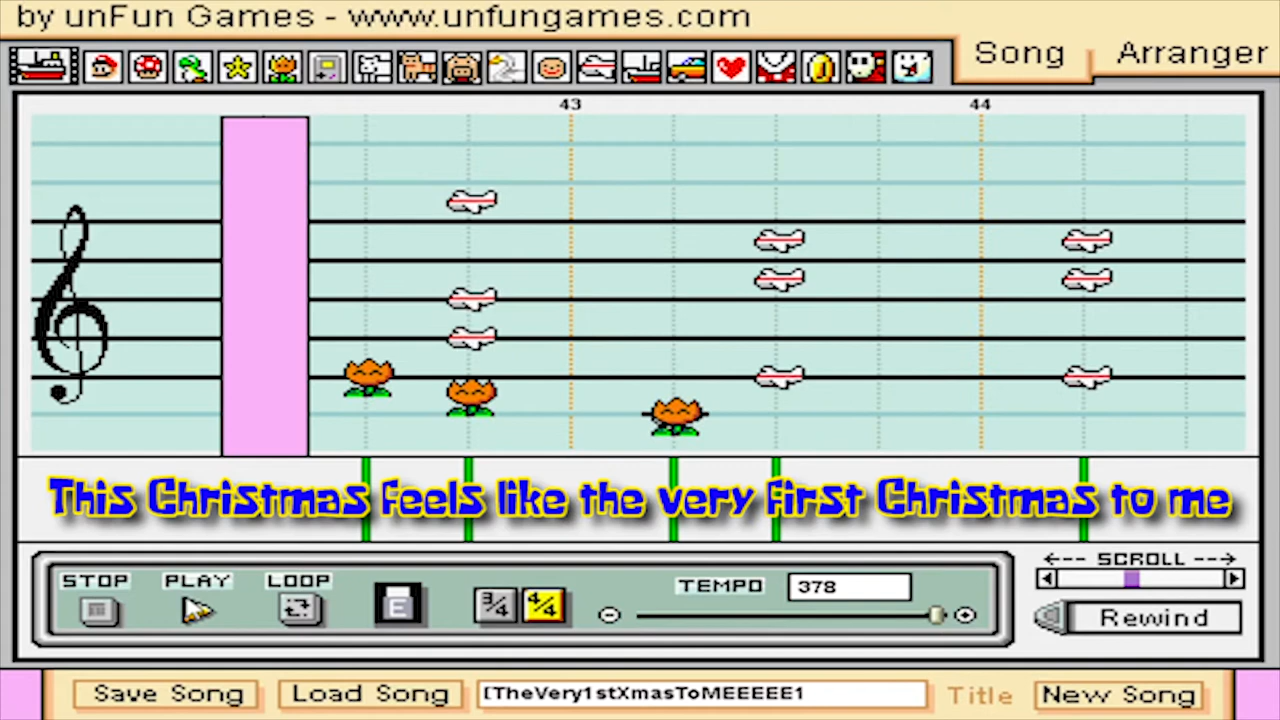 by unFun Games - www.unfungames.com
Song
Arranger
43
44
This Christmas feels like the very first Christmas to me
STOP
PLAY
LOOP
E
3/4
4/4
TEMPO
378
<--- SCROLL --->
Rewind
Save Song
Load Song
[TheVery1stXmasToMEEEEE1
Title
New Song